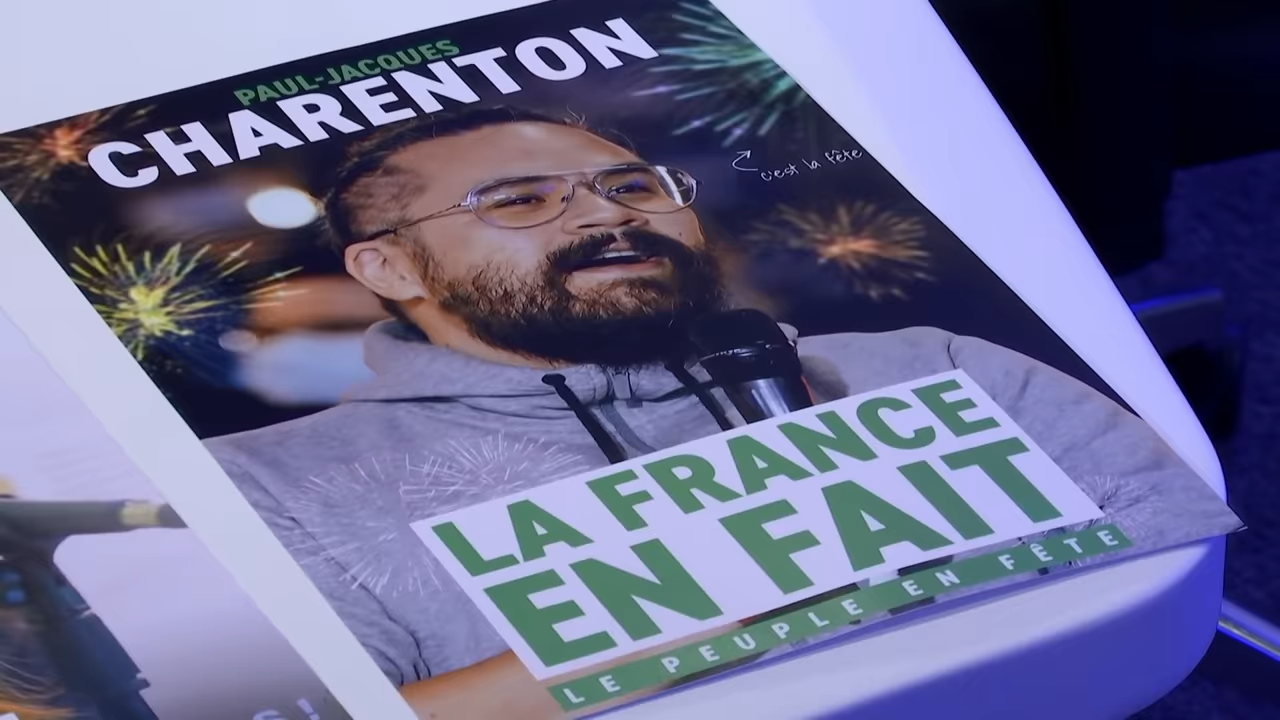 PAUL-JACQUES
CHARENTON
c'est la fête
LA FRANCE
EN FAIT
LE PEUPLE EN FÊTE